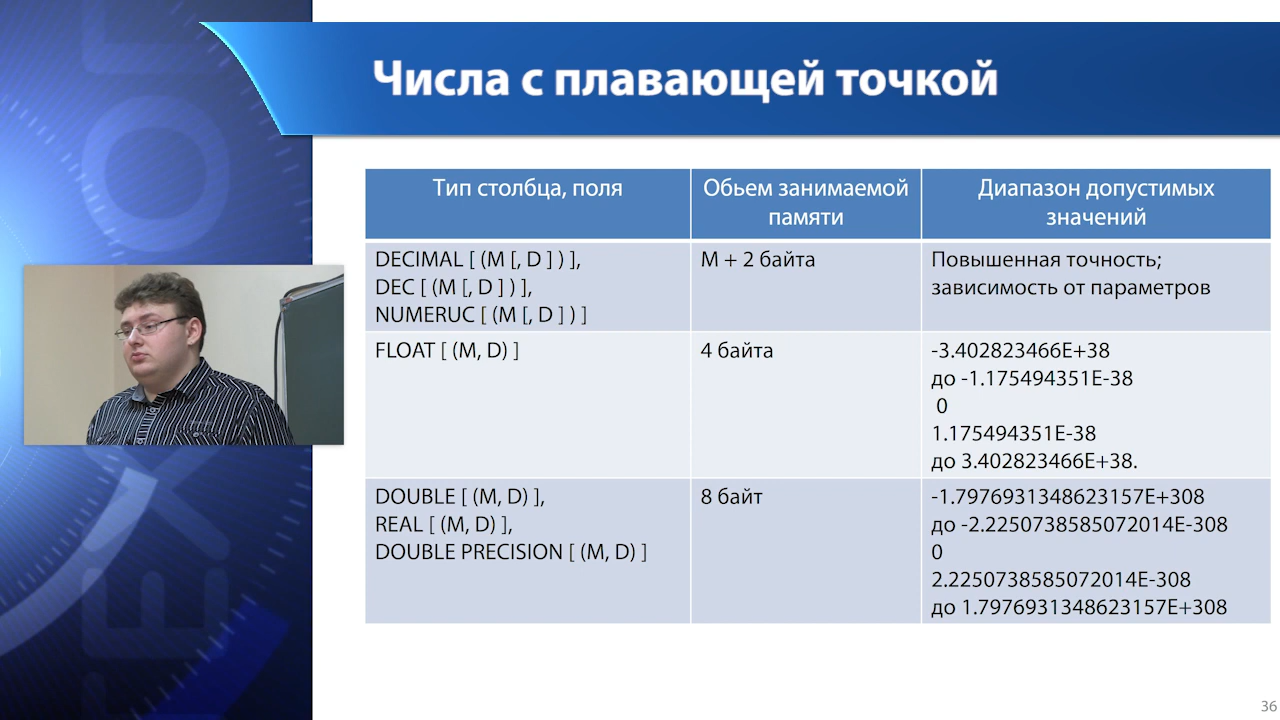 Числа с плавающей точкой
Тип столбца, поля
Обьем занимаемой
памяти
Диапазон допустимых
значений
DECIMAL [ (M [, D ] ) ],
DEC [ (M [, D ] ) ],
NUMERUC [ (M [, D ] ) ]
M + 2 байта
Повышенная точность;
зависимость от параметров
FLOAT [ (M, D) ]
4 байта
-3.402823466E+38
до -1.175494351E-38
0
1.175494351E-38
до 3.402823466E+38.
DOUBLE [ (M, D) ],
REAL [ (M, D) ],
DOUBLE PRECISION [ (M, D) ]
8 байт
-1.7976931348623157E+308
до -2.2250738585072014E-308
0
2.2250738585072014E-308
до 1.7976931348623157E+308
36